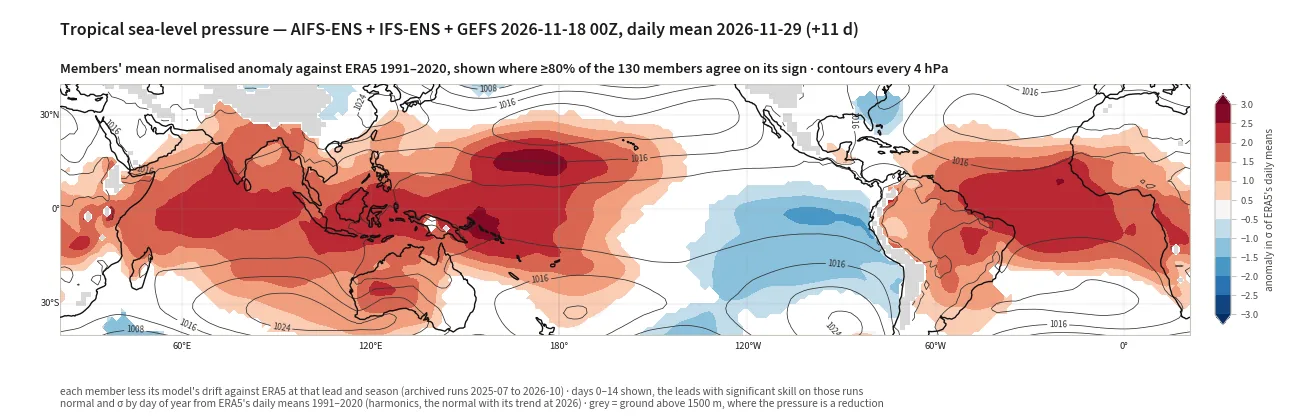 Tropical sea-level pressure — AIFS-ENS + IFS-ENS + GEFS 2026-11-18 00Z, daily mean 2026-11-29 (+11 d)
Members' mean normalised anomaly against ERA5 1991–2020, shown where ≥80% of the 130 members agree on its sign · contours every 4 hPa
30°N
0°
30°S
60°E
120°E
180°
120°W
60°W
0°
1016
1016
1024
1008
1016
1016
1016
1016
1016
1008
1016
1024
1016
1016
1024
1016
3.0
2.5
2.0
1.5
1.0
0.5
−0.5
−1.0
−1.5
−2.0
−2.5
−3.0
anomaly in σ of ERA5's daily means
each member less its model's drift against ERA5 at that lead and season (archived runs 2025-07 to 2026-10) · days 0–14 shown, the leads with significant skill on those runs
normal and σ by day of year from ERA5's daily means 1991–2020 (harmonics, the normal with its trend at 2026) · grey = ground above 1500 m, where the pressure is a reduction